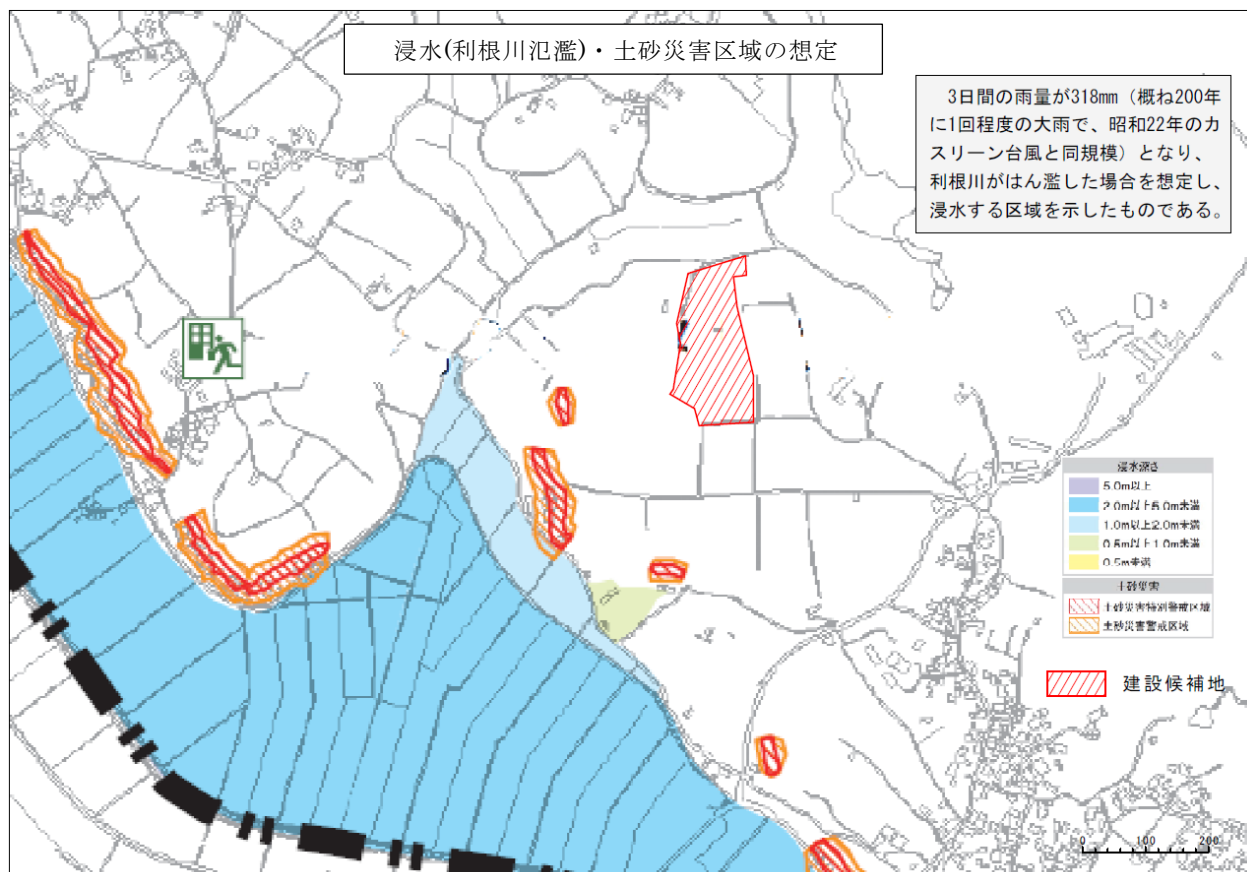 浸水(利根川氾濫)・土砂災害区域の想定
3日間の雨量が318mm（概ね200年
に1回程度の大雨で、昭和22年のカ
スリーン台風と同規模）となり、
利根川がはん濫した場合を想定し、
浸水する区域を示したものである。
浸水深さ
5.0m以上
2.0m以上5.0m未満
1.0m以上2.0m未満
0.5m以上1.0m未満
0.5m未満
土砂災害
土砂災害特別警戒区域
土砂災害警戒区域
建設候補地
0 100 200